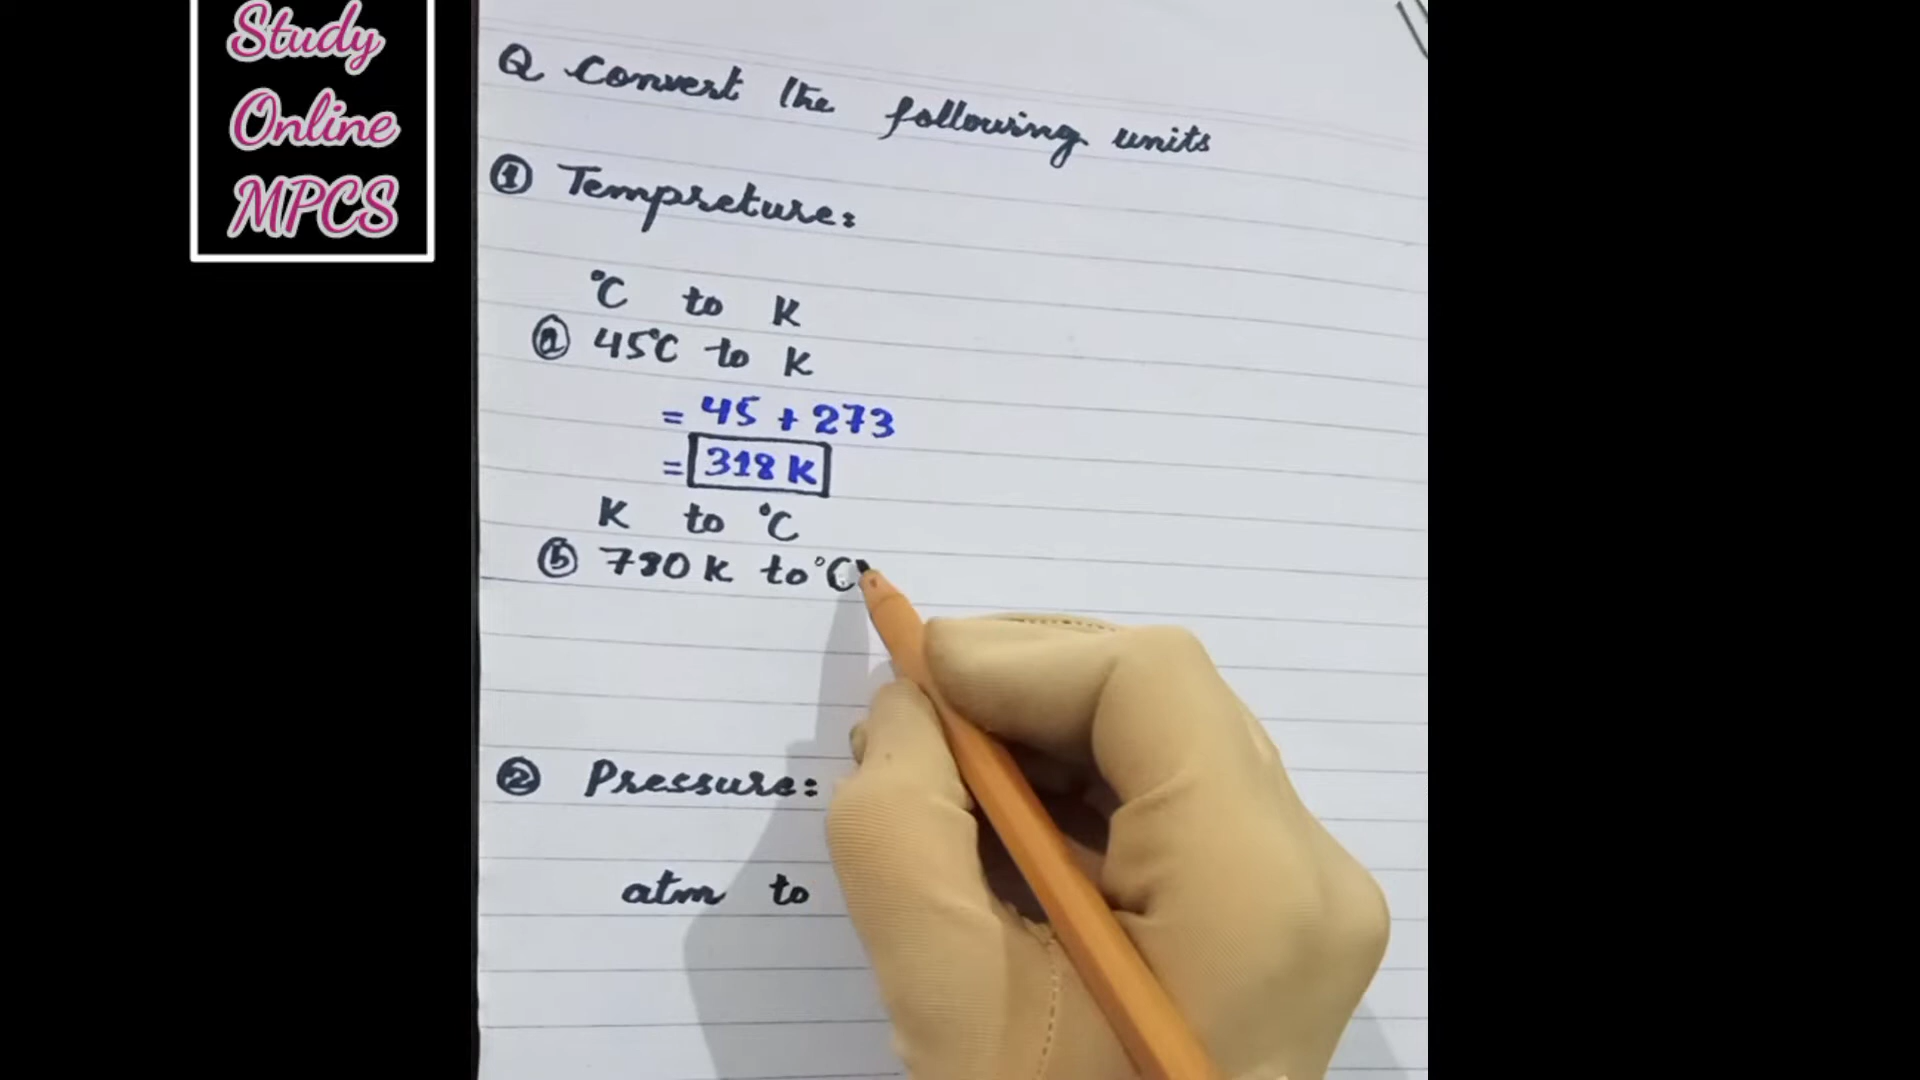 Study
Online
MPCS
Q Convert the following units
① Tempreture:
°C to K
ⓐ 45°C to K
= 45 + 273
= 318 K
K to °C
ⓑ 780 K to °C
② Pressure:
atm to